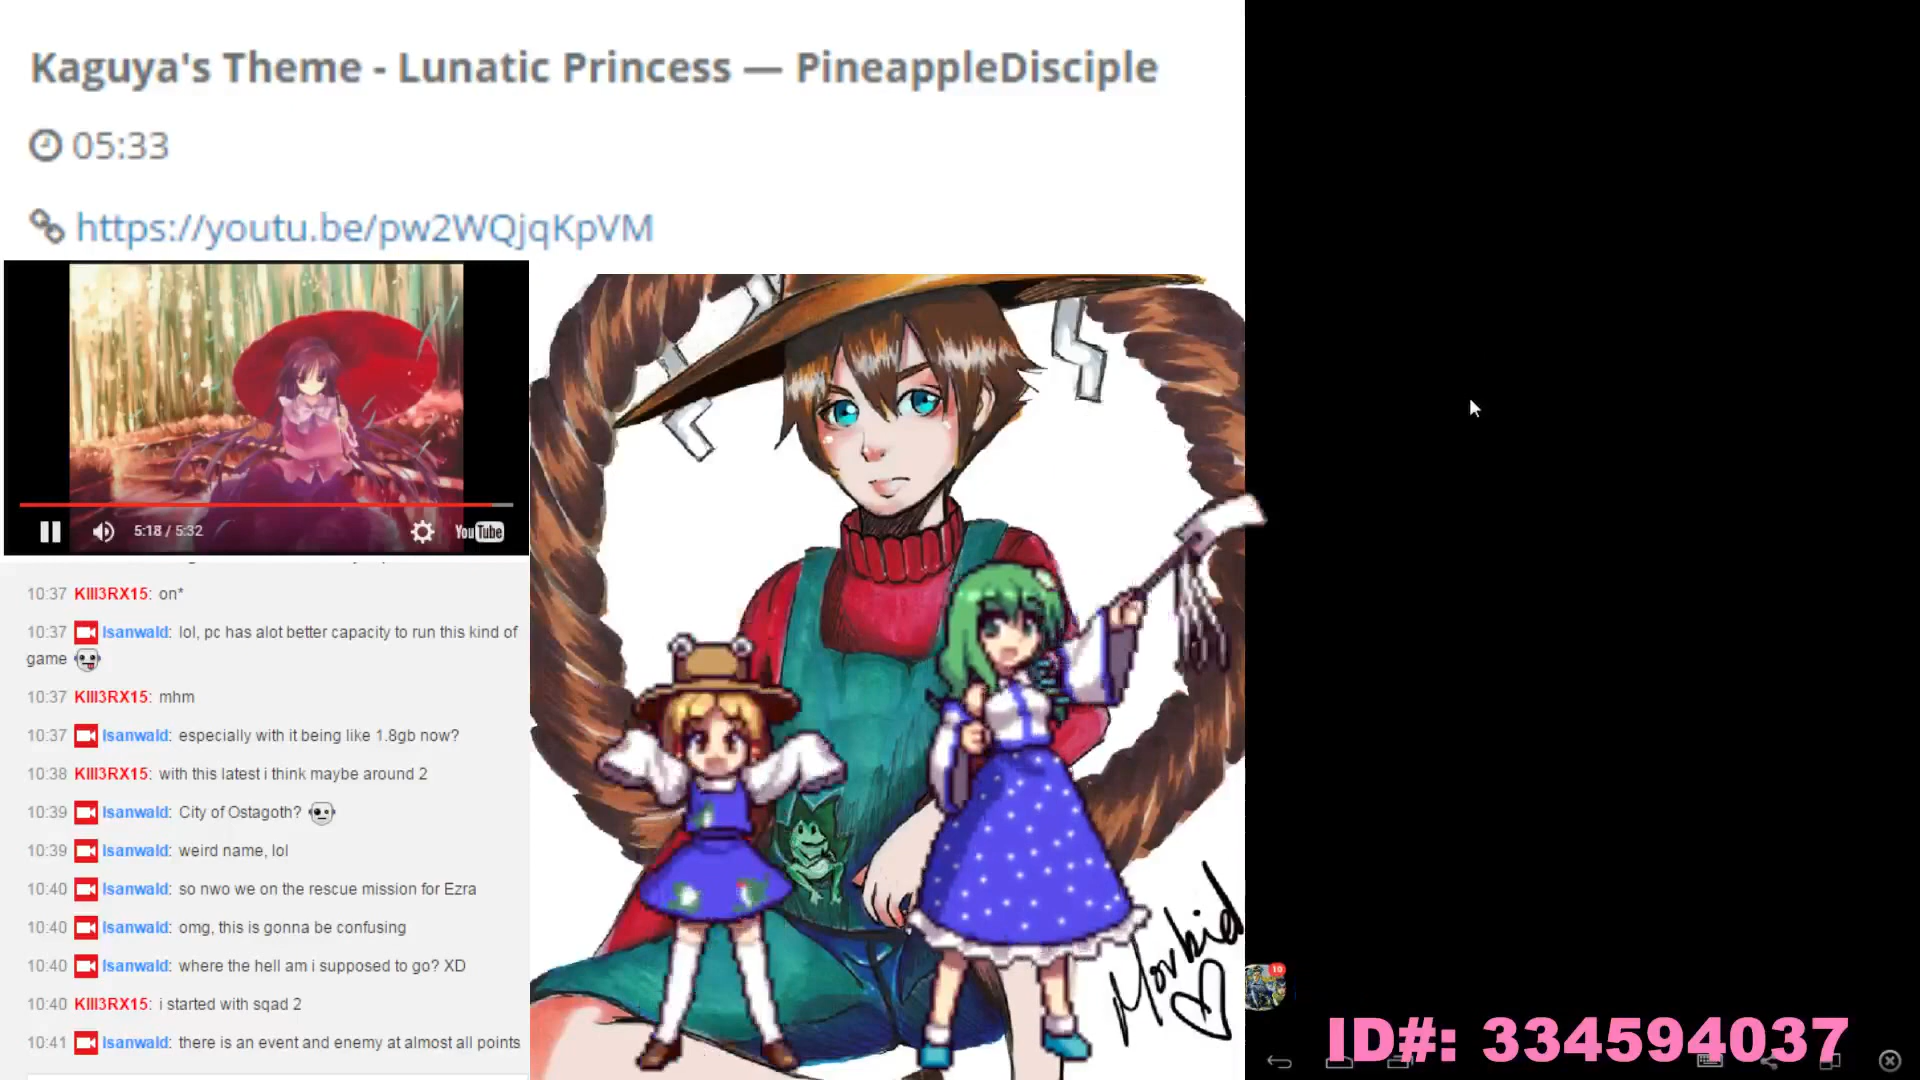 Kaguya's Theme - Lunatic Princess — PineappleDisciple
05:33
https://youtu.be/pw2WQjqKpVM
5:18 / 5:32
YouTube
10:37 KIll3RX15: on*
10:37 Isanwald: lol, pc has alot better capacity to run this kind of
game
10:37 KIll3RX15: mhm
10:37 Isanwald: especially with it being like 1.8gb now?
10:38 KIll3RX15: with this latest i think maybe around 2
10:39 Isanwald: City of Ostagoth?
10:39 Isanwald: weird name, lol
10:40 Isanwald: so nwo we on the rescue mission for Ezra
10:40 Isanwald: omg, this is gonna be confusing
10:40 Isanwald: where the hell am i supposed to go? XD
10:40 KIll3RX15: i started with sqad 2
10:41 Isanwald: there is an event and enemy at almost all points
Morbid
10
ID#: 334594037